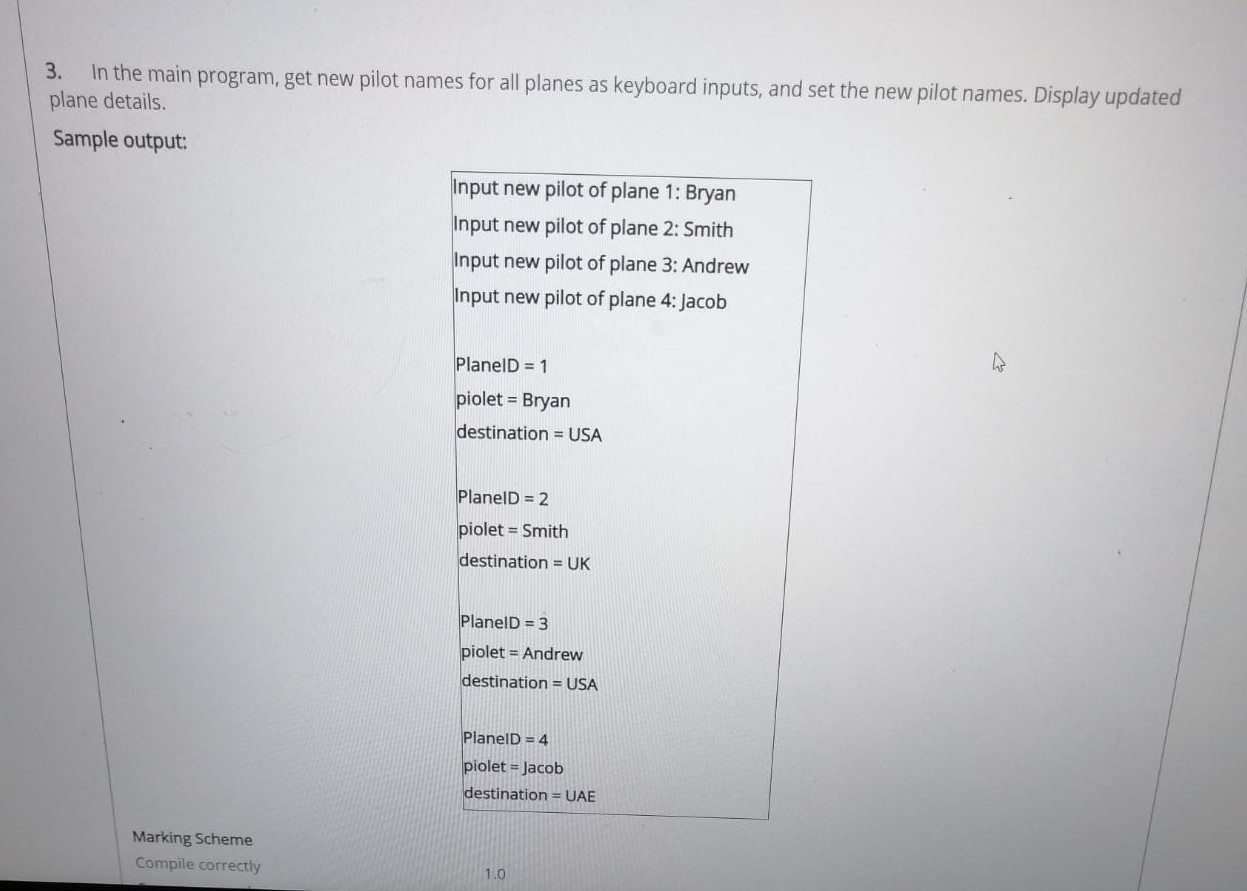 3. In the main program, get new pilot names for all planes as keyboard inputs, and set the new pilot names. Display updated
plane details.
Sample output:
Input new pilot of plane 1: Bryan
Input new pilot of plane 2: Smith
Input new pilot of plane 3: Andrew
Input new pilot of plane 4: Jacob
PlaneID = 1
piolet = Bryan
destination = USA
PlaneID = 2
piolet = Smith
destination = UK
PlaneID = 3
piolet = Andrew
destination = USA
PlaneID = 4
piolet = Jacob
destination = UAE
Marking Scheme
Compile correctly 1.0